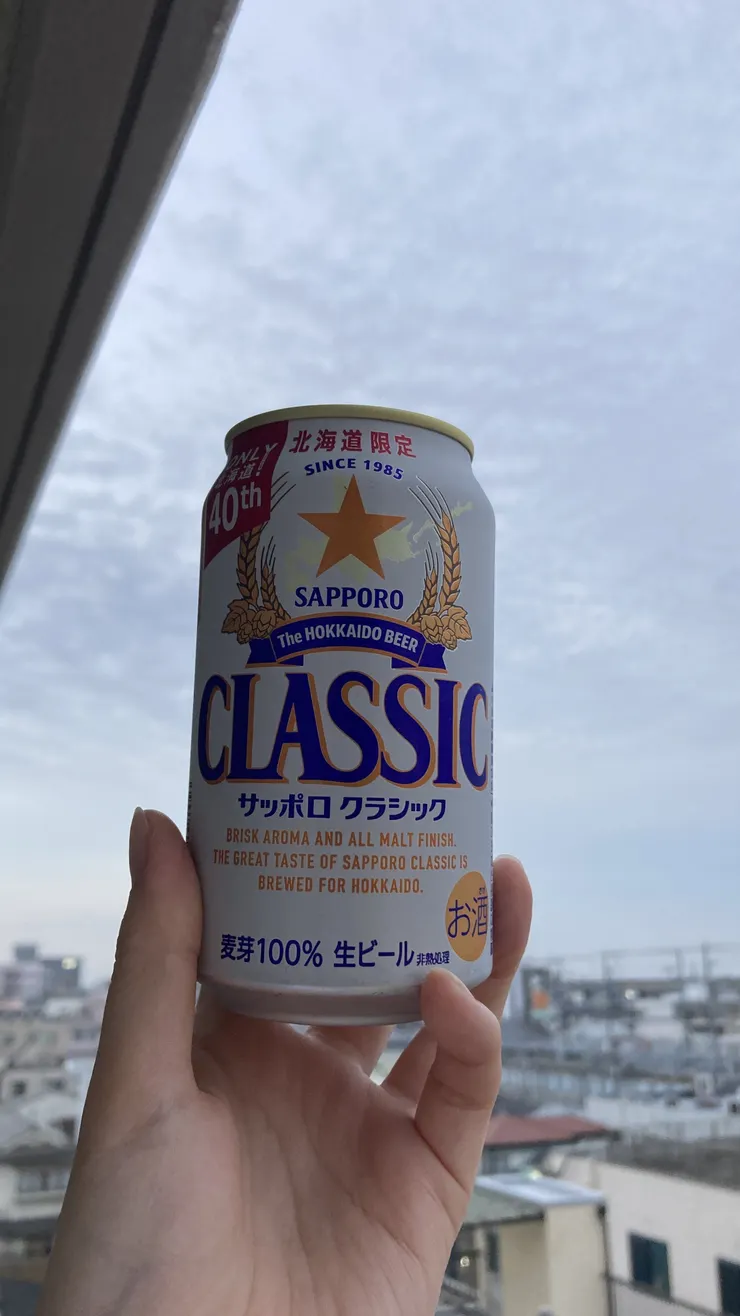 ONLY
北海道!
40th
北海道限定
SINCE 1985
SAPPORO
The HOKKAIDO BEER
CLASSIC
サッポロ クラシック
BRISK AROMA AND ALL MALT FINISH.
THE GREAT TASTE OF SAPPORO CLASSIC IS
BREWED FOR HOKKAIDO.
お酒
麦芽100% 生ビール 非熱処理